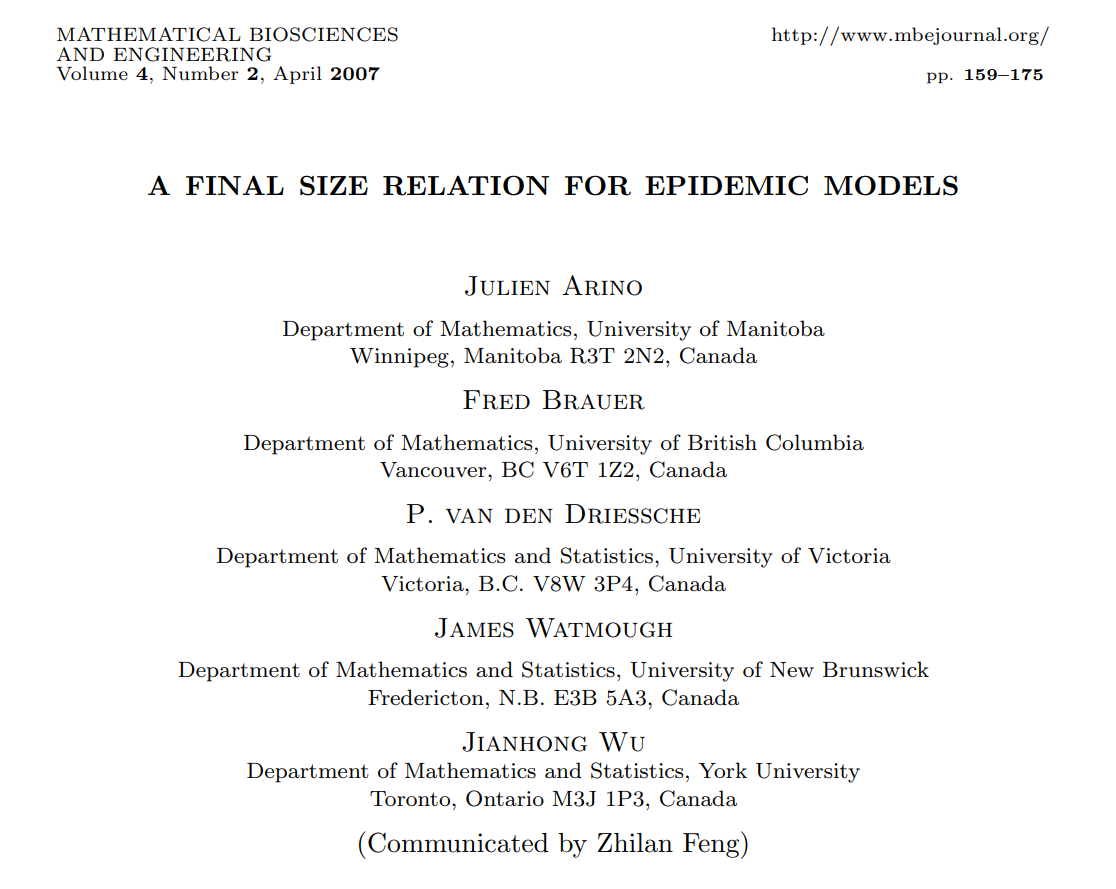 MATHEMATICAL BIOSCIENCES http://www.mbejournal.org/
AND ENGINEERING
Volume 4, Number 2, April 2007 pp. 159–175
A FINAL SIZE RELATION FOR EPIDEMIC MODELS
Julien Arino
Department of Mathematics, University of Manitoba
Winnipeg, Manitoba R3T 2N2, Canada
Fred Brauer
Department of Mathematics, University of British Columbia
Vancouver, BC V6T 1Z2, Canada
P. van den Driessche
Department of Mathematics and Statistics, University of Victoria
Victoria, B.C. V8W 3P4, Canada
James Watmough
Department of Mathematics and Statistics, University of New Brunswick
Fredericton, N.B. E3B 5A3, Canada
Jianhong Wu
Department of Mathematics and Statistics, York University
Toronto, Ontario M3J 1P3, Canada
(Communicated by Zhilan Feng)